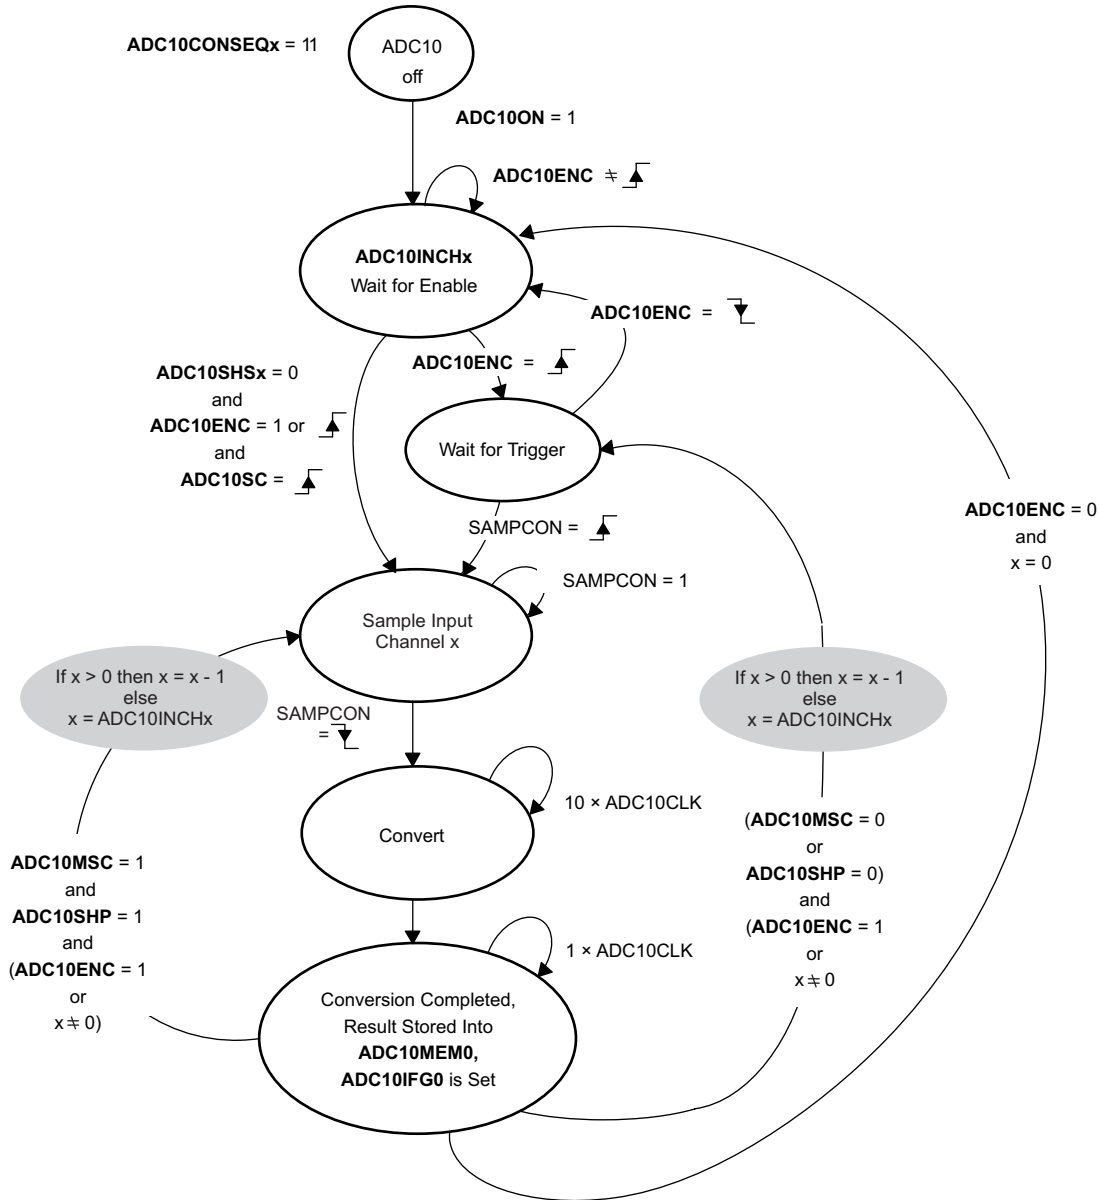 ADC10CONSEQx = 11
ADC10
off
ADC10ON = 1
ADC10ENC ≠
ADC10INCHx
Wait for Enable
ADC10ENC =
ADC10ENC =
ADC10SHSx = 0
and
ADC10ENC = 1 or
and
ADC10SC =
Wait for Trigger
ADC10ENC = 0
and
x = 0
SAMPCON =
SAMPCON = 1
Sample Input
Channel x
If x > 0 then x = x - 1
else
x = ADC10INCHx
If x > 0 then x = x - 1
else
x = ADC10INCHx
SAMPCON
=
10 × ADC10CLK
Convert
(ADC10MSC = 0
or
ADC10SHP = 0)
and
(ADC10ENC = 1
or
x ≠ 0
ADC10MSC = 1
and
ADC10SHP = 1
and
(ADC10ENC = 1
or
x ≠ 0)
1 × ADC10CLK
Conversion Completed,
Result Stored Into
ADC10MEM0,
ADC10IFG0 is Set